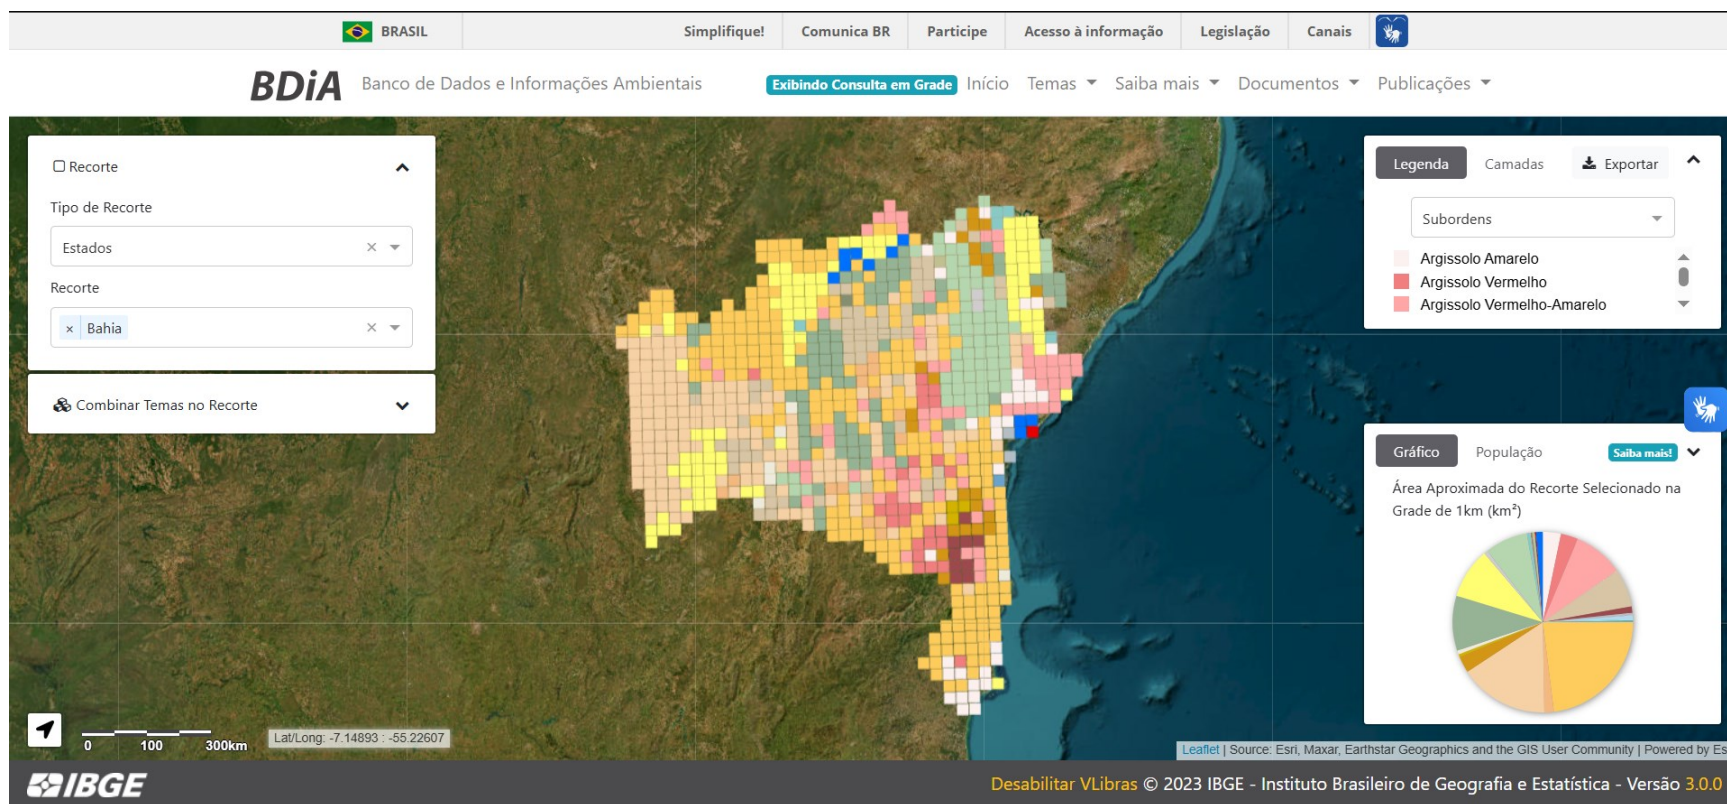 BRASIL
Simplifique!
Comunica BR
Participe
Acesso à informação
Legislação
Canais
BDiA
Banco de Dados e Informações Ambientais
Exibindo Consulta em Grade
Início
Temas
Saiba mais
Documentos
Publicações
Recorte
Tipo de Recorte
Estados
Recorte
× Bahia
Combinar Temas no Recorte
Legenda
Camadas
Exportar
Subordens
Argissolo Amarelo
Argissolo Vermelho
Argissolo Vermelho-Amarelo
Gráfico
População
Saiba mais!
Área Aproximada do Recorte Selecionado na
Grade de 1km (km²)
0 100 300km
Lat/Long: -7.14893 : -55.22607
Leaflet | Source: Esri, Maxar, Earthstar Geographics and the GIS User Community | Powered by Es
IBGE
Desabilitar VLibras © 2023 IBGE - Instituto Brasileiro de Geografia e Estatística - Versão 3.0.0